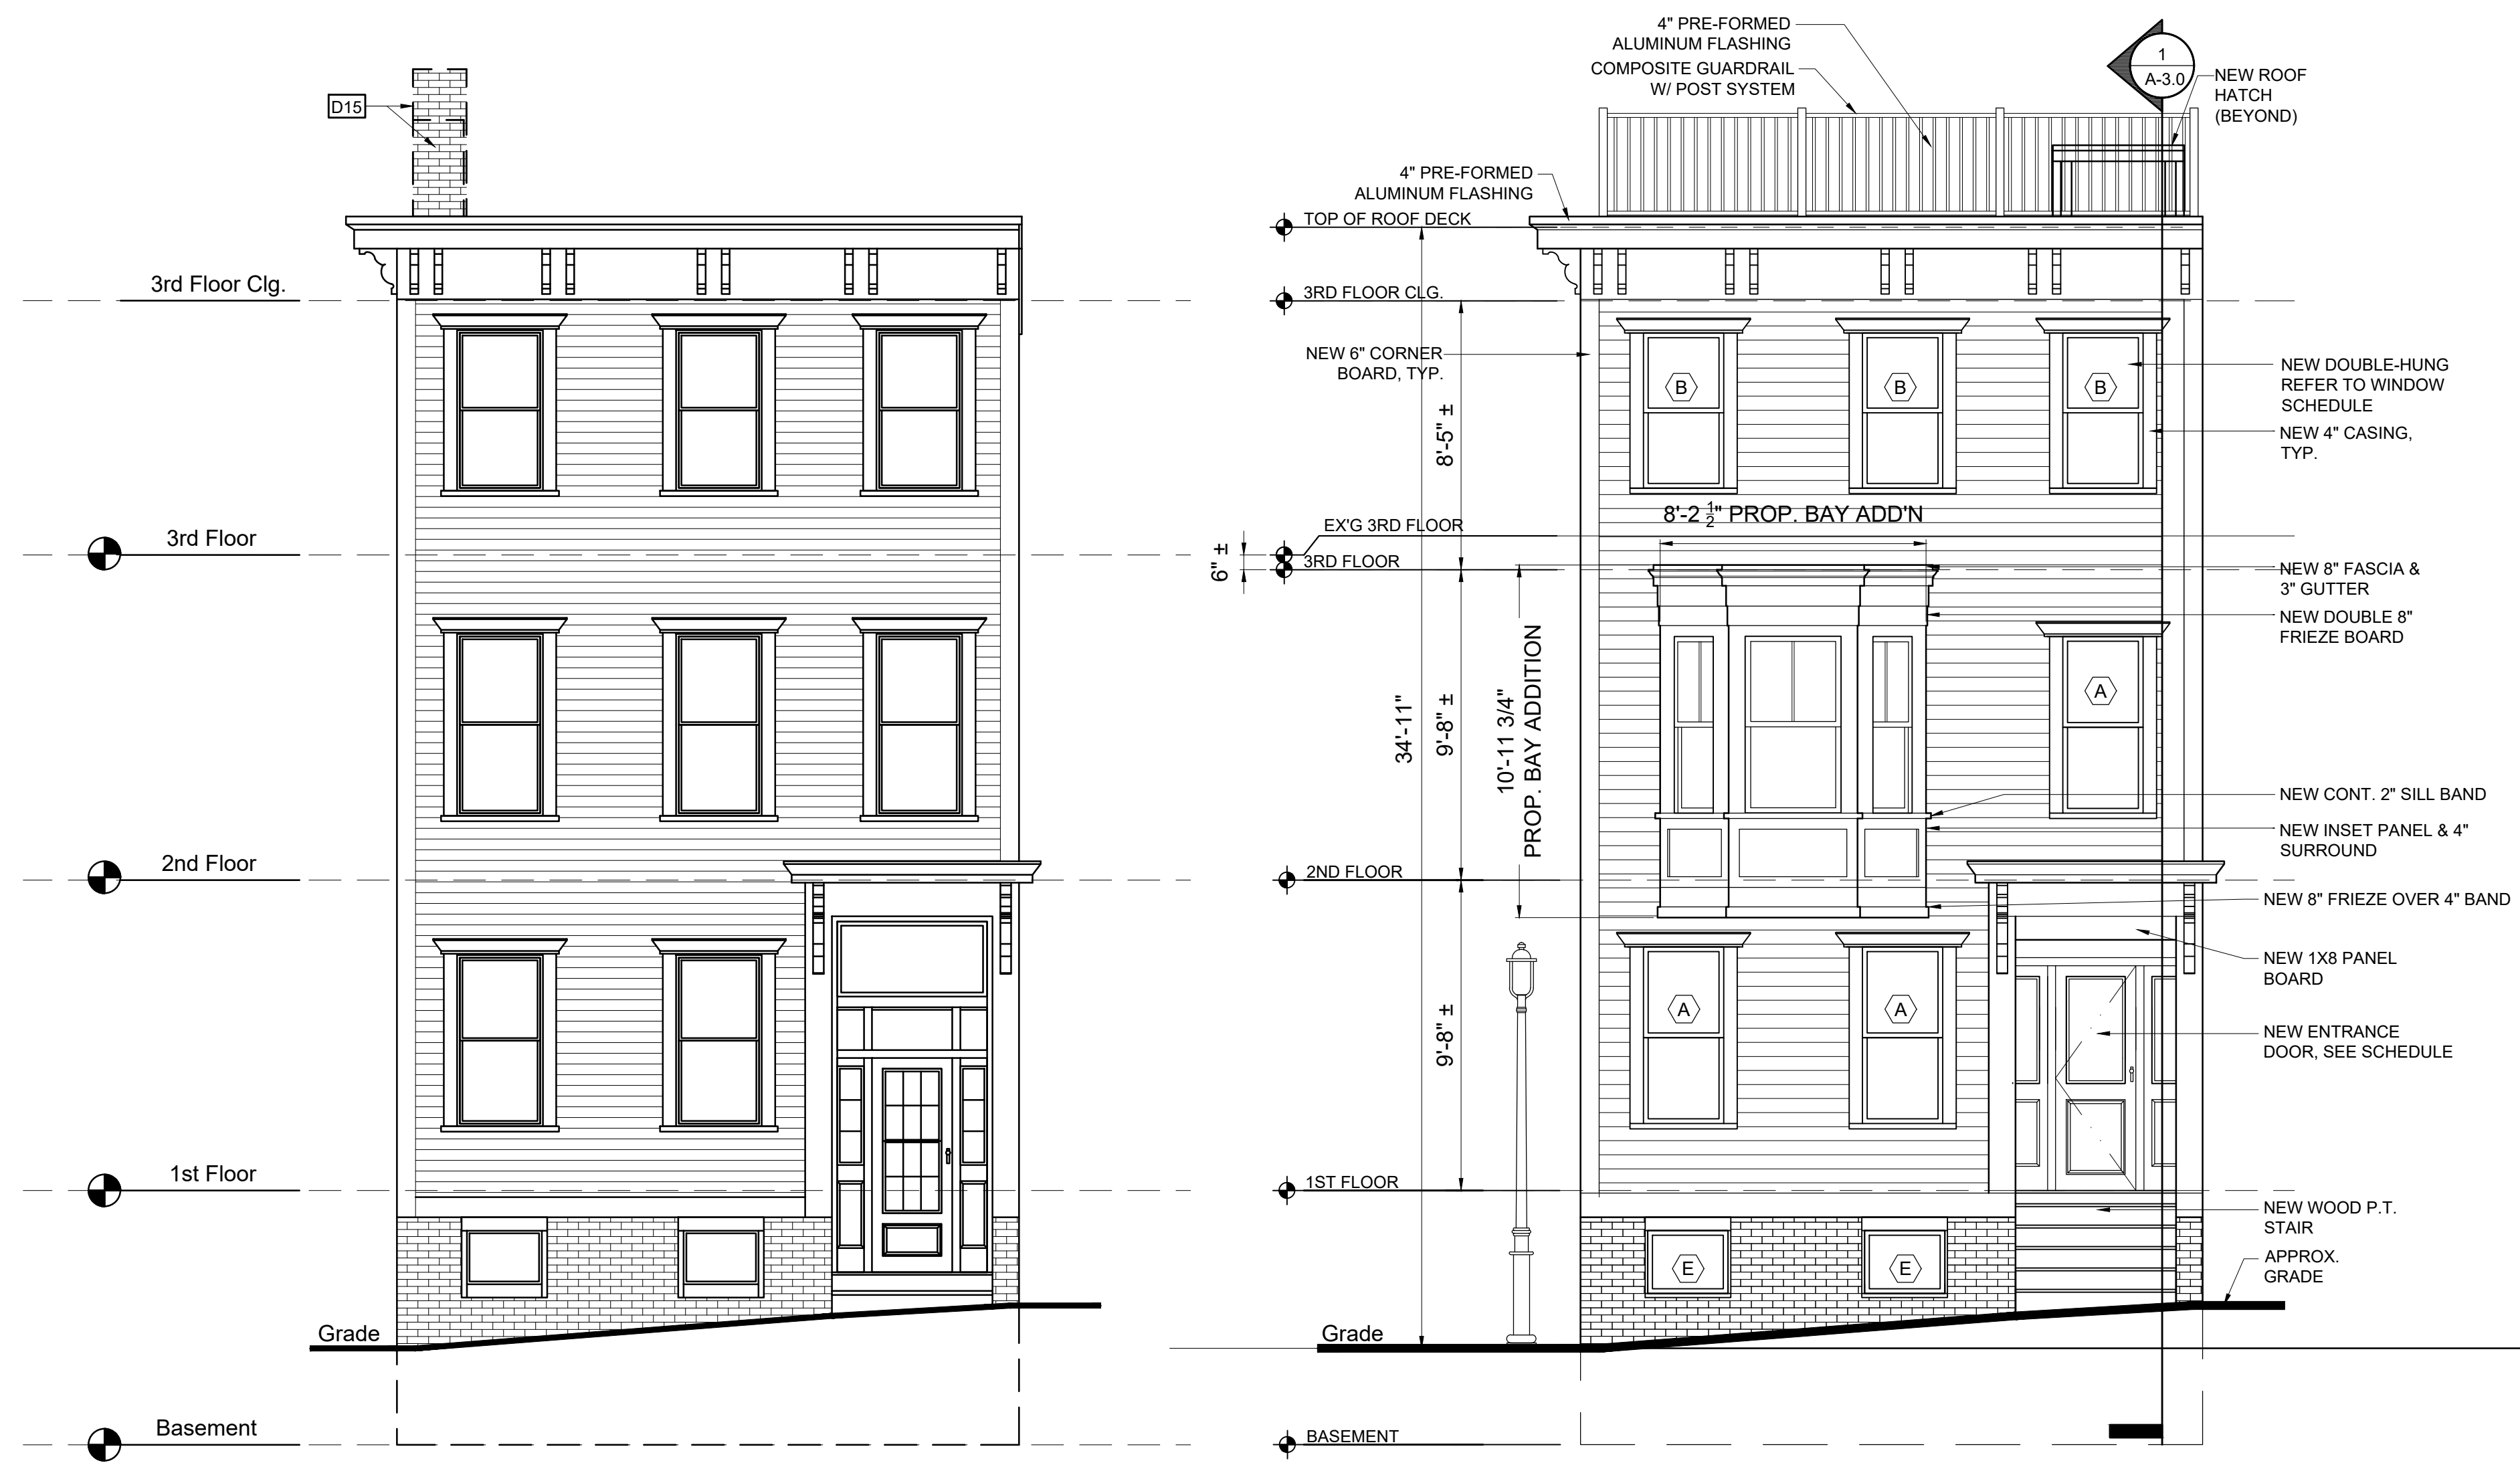 D15
3rd Floor Clg.
3rd Floor
2nd Floor
1st Floor
Grade
Basement
4" PRE-FORMED
ALUMINUM FLASHING
COMPOSITE GUARDRAIL
W/ POST SYSTEM
1
A-3.0
NEW ROOF
HATCH
(BEYOND)
4" PRE-FORMED
ALUMINUM FLASHING
TOP OF ROOF DECK
3RD FLOOR CLG.
NEW 6" CORNER
BOARD, TYP.
8'-5" ±
B
B
B
NEW DOUBLE-HUNG
REFER TO WINDOW
SCHEDULE
NEW 4" CASING,
TYP.
8'-2 1/2" PROP. BAY ADD'N
EX'G 3RD FLOOR
6" ±
3RD FLOOR
NEW 8" FASCIA &
3" GUTTER
NEW DOUBLE 8"
FRIEZE BOARD
34'-11"
9'-8" ±
10'-11 3/4"
PROP. BAY ADDITION
A
NEW CONT. 2" SILL BAND
NEW INSET PANEL & 4"
SURROUND
2ND FLOOR
NEW 8" FRIEZE OVER 4" BAND
NEW 1X8 PANEL
BOARD
9'-8" ±
A
A
NEW ENTRANCE
DOOR, SEE SCHEDULE
1ST FLOOR
NEW WOOD P.T.
STAIR
E
E
APPROX.
GRADE
Grade
BASEMENT